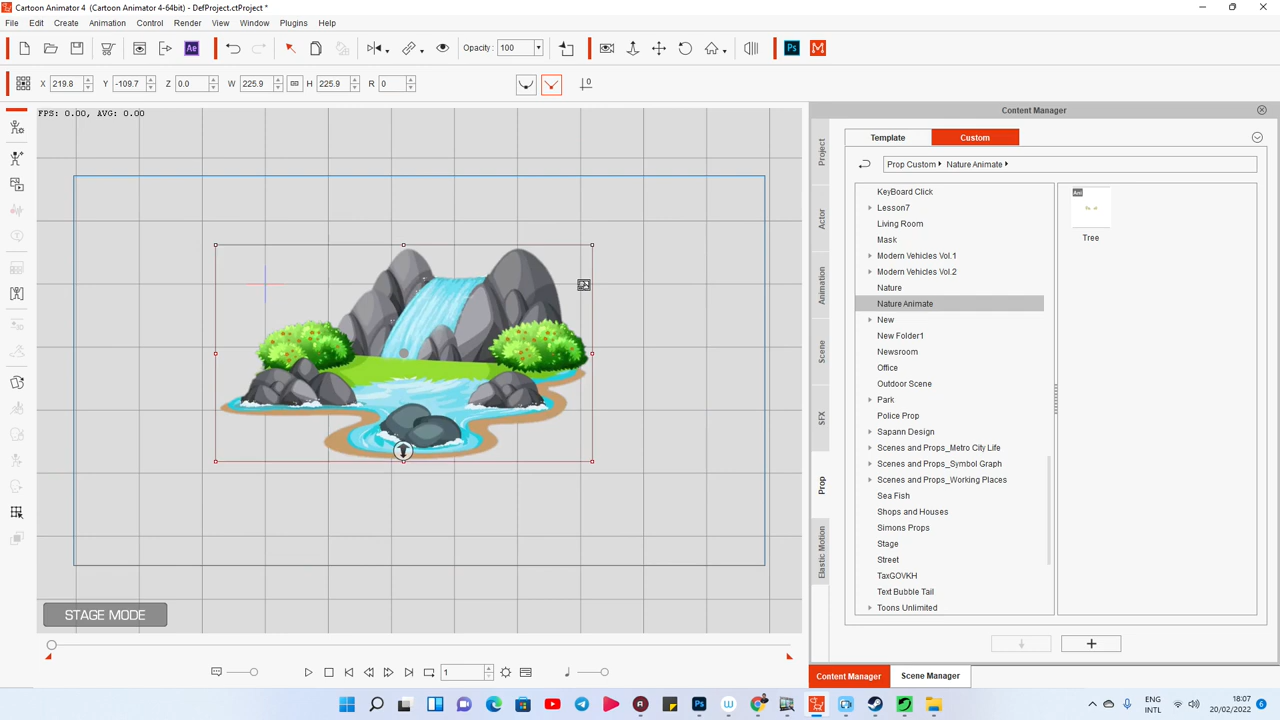 Cartoon Animator 4 (Cartoon Animator 4-64bit) - DefProject.ctProject *
File Edit Create Animation Control Render View Window Plugins Help
Ae Opacity : 100 Ps
X 219.8 Y -109.7 Z 0.0 W 225.9 H 225.9 R 0 0
FPS: 0.00, AVG: 0.00
Content Manager
Template Custom
Prop Custom Nature Animate
Project
Actor
Animation
Scene
SFX
Prop
Elastic Motion
KeyBoard Click
Lesson7
Living Room
Mask
Modern Vehicles Vol.1
Modern Vehicles Vol.2
Nature
Nature Animate
New
New Folder1
Newsroom
Office
Outdoor Scene
Park
Police Prop
Sapann Design
Scenes and Props_Metro City Life
Scenes and Props_Symbol Graph
Scenes and Props_Working Places
Sea Fish
Shops and Houses
Simons Props
Stage
Street
TaxGOVKH
Text Bubble Tail
Toons Unlimited
Ani
Tree
STAGE MODE
1
Content Manager Scene Manager
ENG
INTL
18:07
20/02/2022